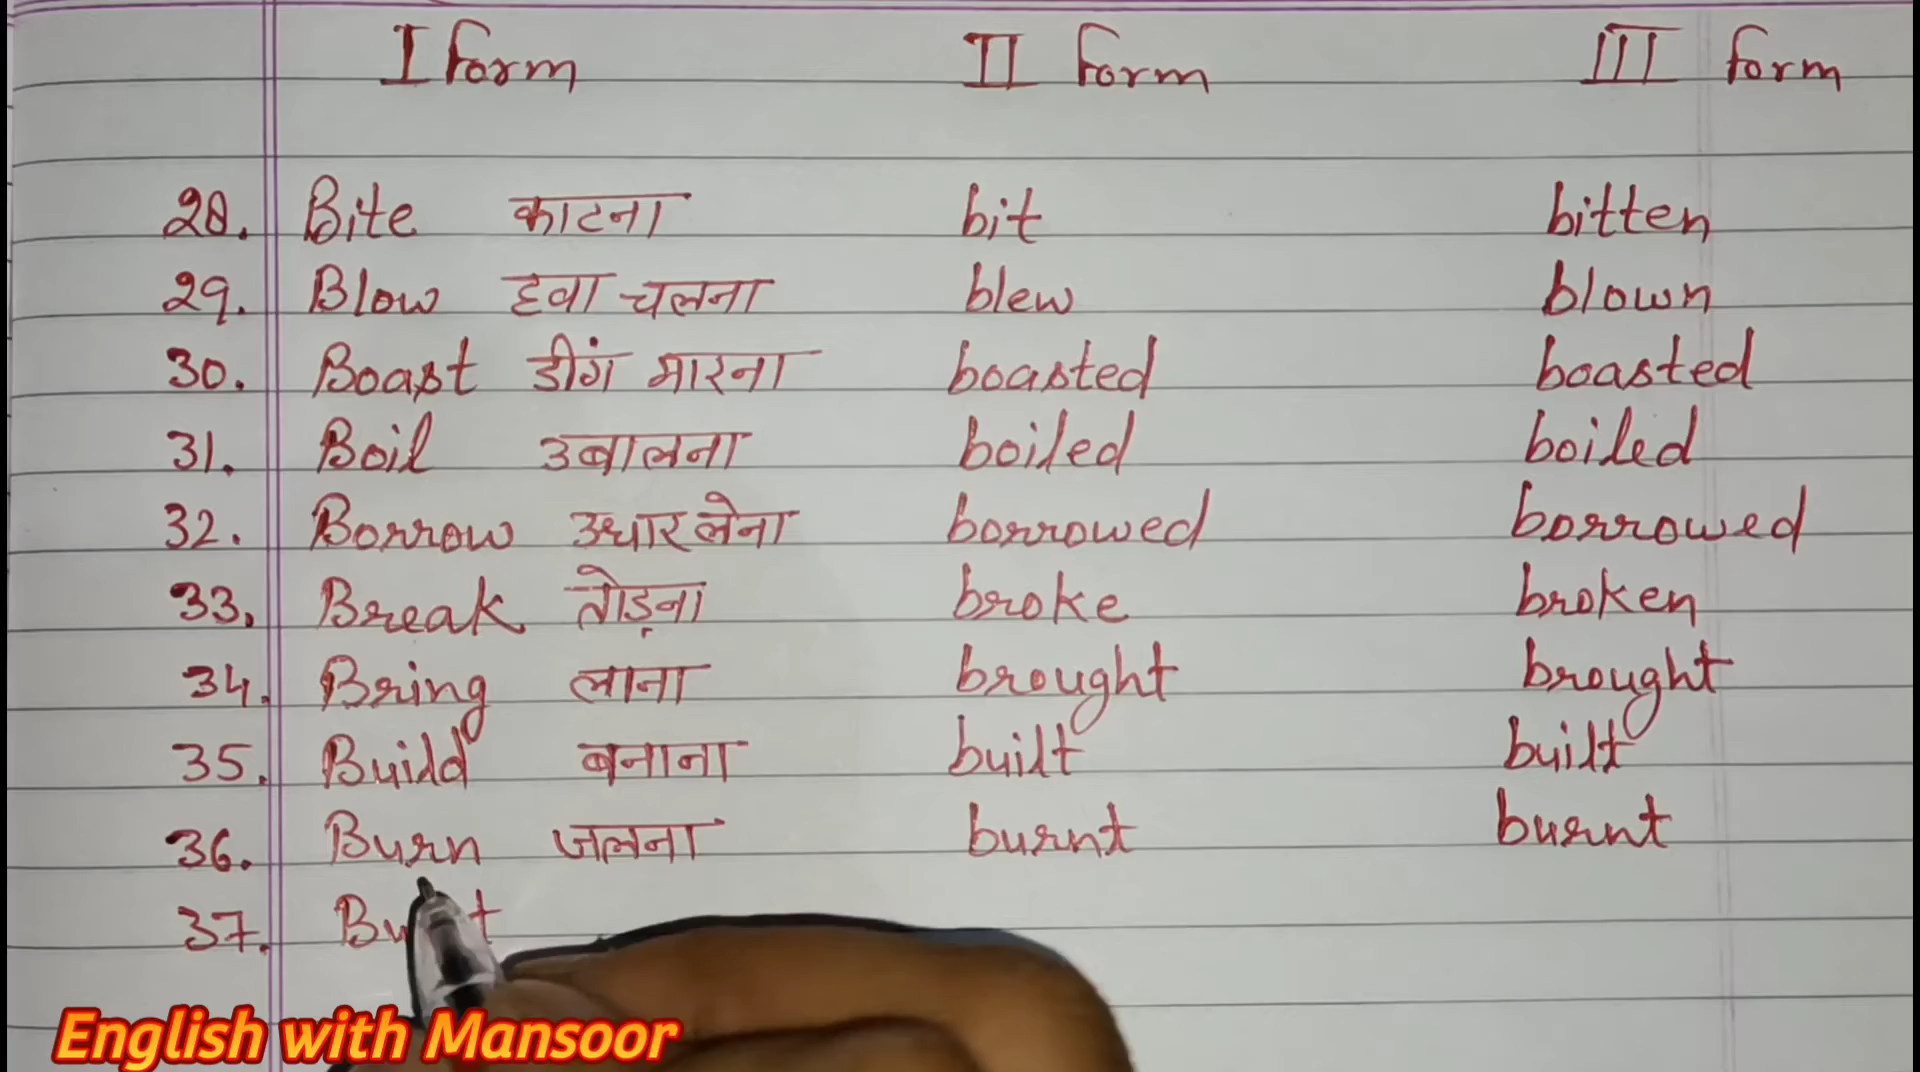 I form II form III form
28. Bite काटना bit bitten
29. Blow हवा चलना blew blown
30. Boast डींग मारना boasted boasted
31. Boil उबालना boiled boiled
32. Borrow उधार लेना borrowed borrowed
33. Break तोड़ना broke broken
34. Bring लाना brought brought
35. Build बनाना built built
36. Burn जलना burnt burnt
37.
English with Mansoor